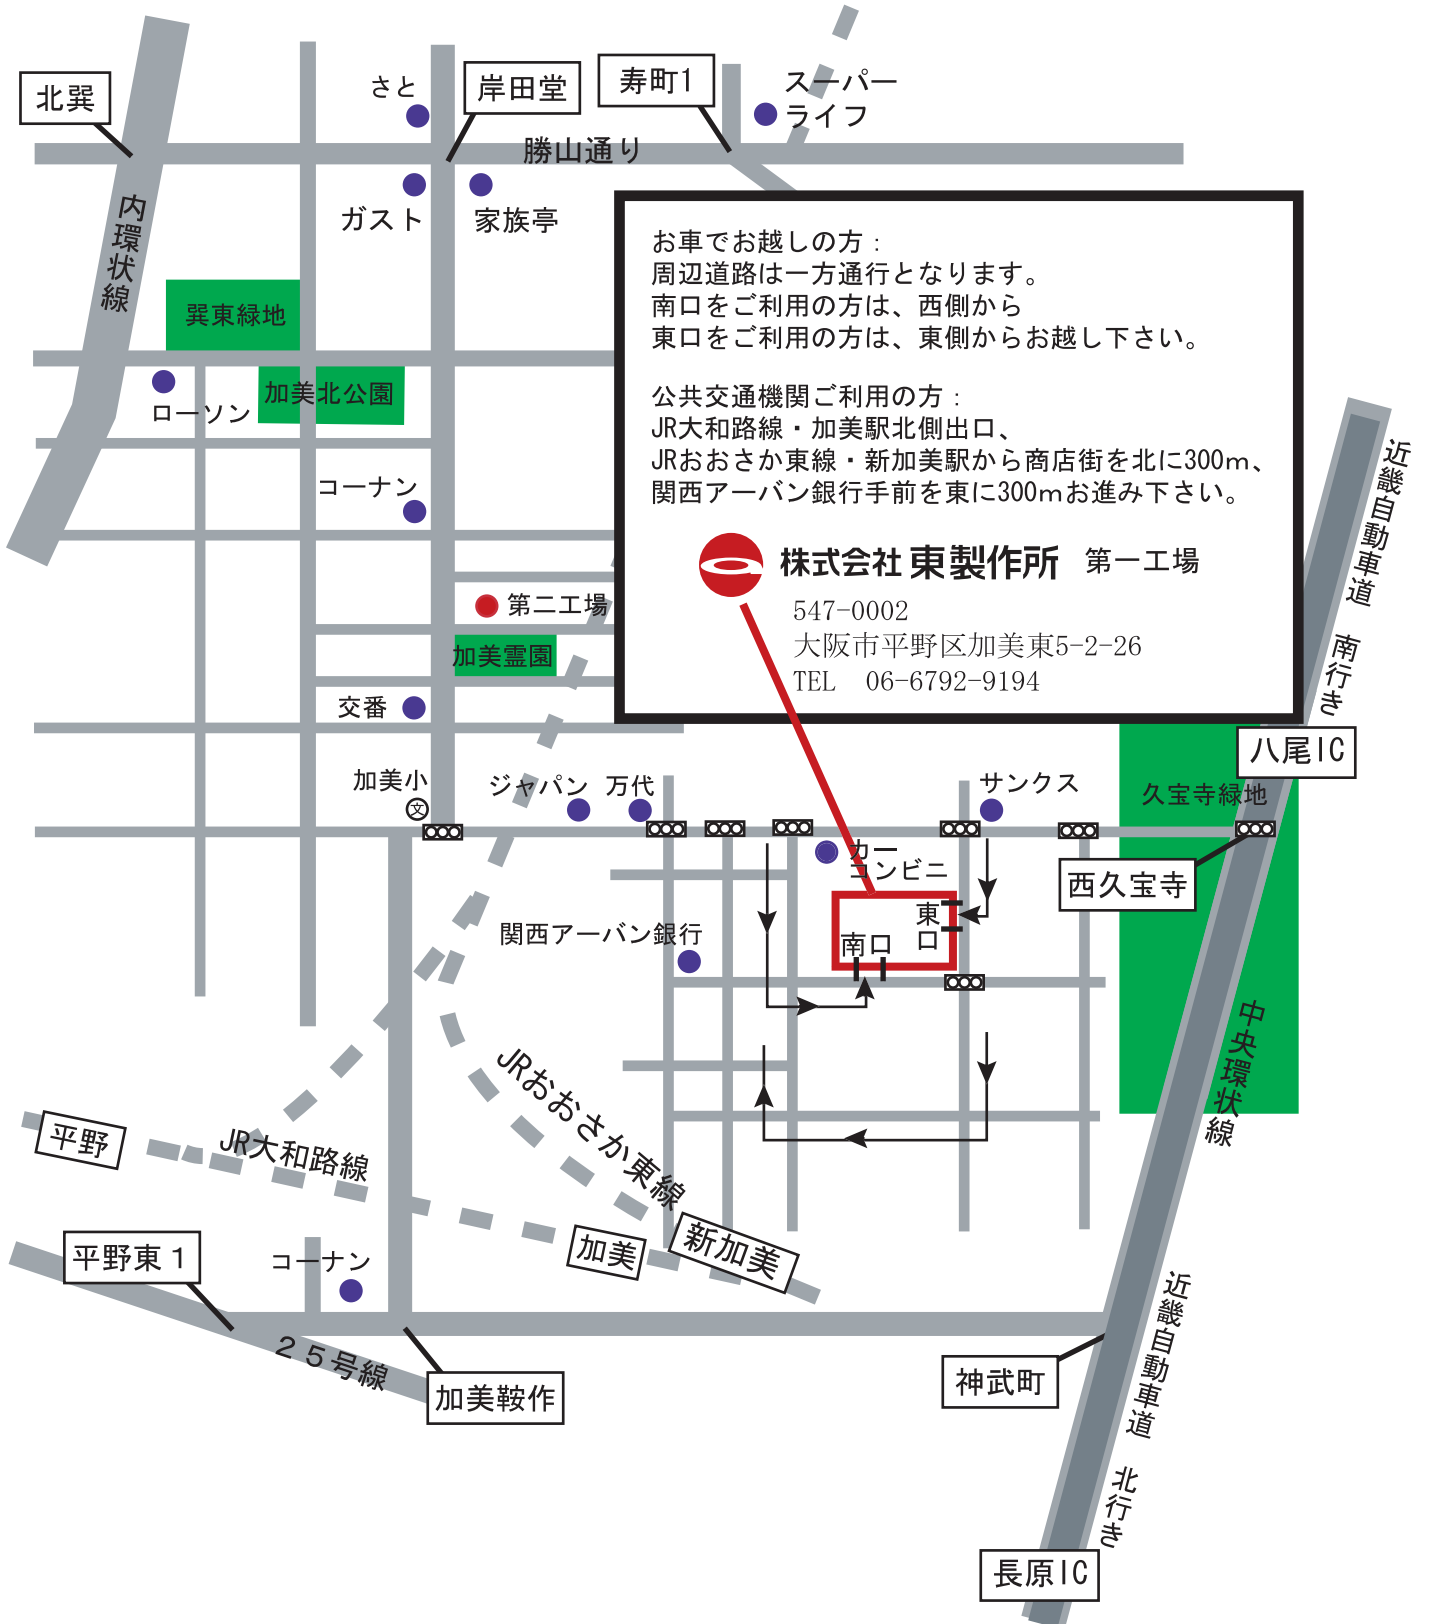 北巽
さと
岸田堂
寿町1
スーパー
ライフ
勝山通り
ガスト
家族亭
内環状線
巽東緑地
加美北公園
ローソン
コーナン
お車でお越しの方：
周辺道路は一方通行となります。
南口をご利用の方は、西側から
東口をご利用の方は、東側からお越し下さい。
公共交通機関ご利用の方：
JR大和路線・加美駅北側出口、
JRおおさか東線・新加美駅から商店街を北に300m、
関西アーバン銀行手前を東に300mお進み下さい。
株式会社 東製作所 第一工場
547-0002
大阪市平野区加美東5-2-26
TEL 06-6792-9194
第二工場
加美霊園
交番
近畿自動車道 南行き
八尾IC
久宝寺緑地
加美小
文
ジャパン
万代
サンクス
カー
コンビニ
西久宝寺
東口
南口
関西アーバン銀行
中央環状線
JRおおさか東線
平野
JR大和路線
加美
新加美
平野東１
コーナン
２５号線
加美鞍作
神武町
近畿自動車道 北行き
長原IC